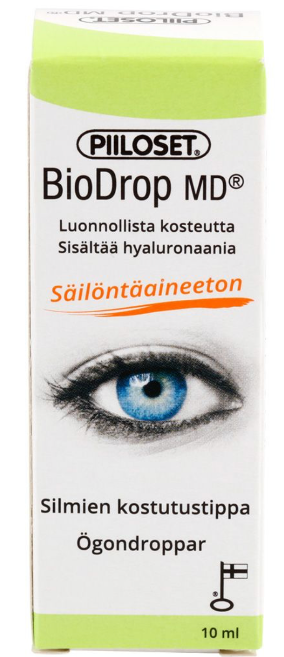 BioDrop MD®
PIILOSET®
BioDrop MD®
Luonnollista kosteutta
Sisältää hyaluronaania
Säilöntäaineeton
Silmien kostutustippa
Ögondroppar
®
10 ml